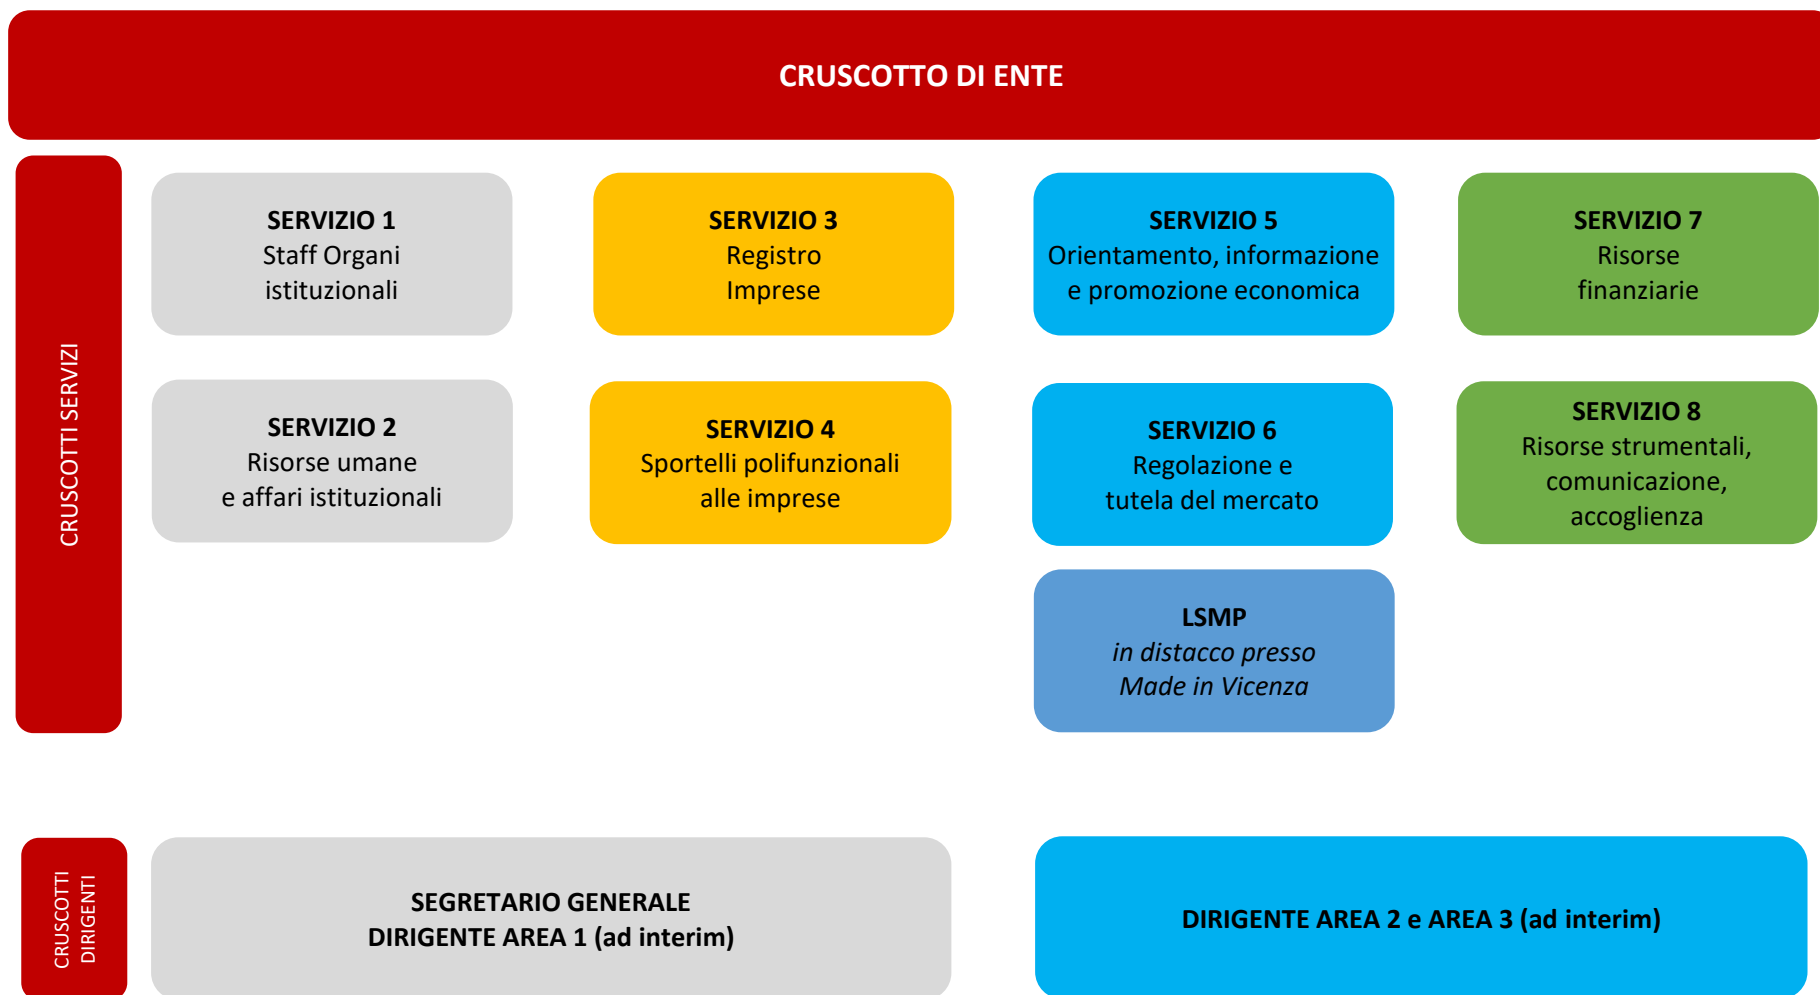 CRUSCOTTO DI ENTE
CRUSCOTTI SERVIZI
SERVIZIO 1
Staff Organi
istituzionali
SERVIZIO 3
Registro
Imprese
SERVIZIO 5
Orientamento, informazione
e promozione economica
SERVIZIO 7
Risorse
finanziarie
SERVIZIO 2
Risorse umane
e affari istituzionali
SERVIZIO 4
Sportelli polifunzionali
alle imprese
SERVIZIO 6
Regolazione e
tutela del mercato
SERVIZIO 8
Risorse strumentali,
comunicazione,
accoglienza
LSMP
in distacco presso
Made in Vicenza
CRUSCOTTI
DIRIGENTI
SEGRETARIO GENERALE
DIRIGENTE AREA 1 (ad interim)
DIRIGENTE AREA 2 e AREA 3 (ad interim)